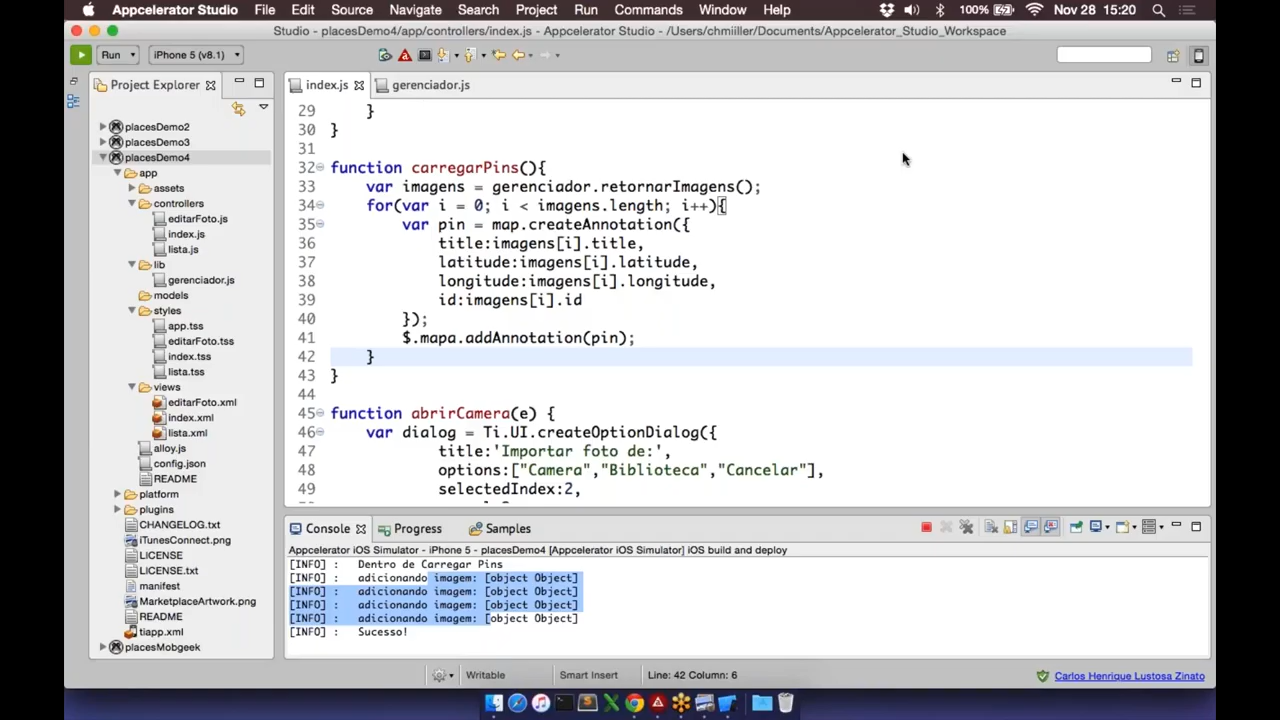 Appcelerator Studio File Edit Source Navigate Search Project Run Commands Window Help 100% Nov 28 15:20
Studio - placesDemo4/app/controllers/index.js - Appcelerator Studio - /Users/chmiiller/Documents/Appcelerator_Studio_Workspace
Run iPhone 5 (v8.1)
Project Explorer
placesDemo2
placesDemo3
placesDemo4
app
assets
controllers
editarFoto.js
index.js
lista.js
lib
gerenciador.js
models
styles
app.tss
editarFoto.tss
index.tss
lista.tss
views
editarFoto.xml
index.xml
lista.xml
alloy.js
config.json
README
platform
plugins
CHANGELOG.txt
iTunesConnect.png
LICENSE
LICENSE.txt
manifest
MarketplaceArtwork.png
README
tiapp.xml
placesMobgeek
index.js gerenciador.js
29 }
30 }
31
32 function carregarPins(){
33 var imagens = gerenciador.retornarImagens();
34 for(var i = 0; i < imagens.length; i++){
35 var pin = map.createAnnotation({
36 title:imagens[i].title,
37 latitude:imagens[i].latitude,
38 longitude:imagens[i].longitude,
39 id:imagens[i].id
40 });
41 $.mapa.addAnnotation(pin);
42 }
43 }
44
45 function abrirCamera(e) {
46 var dialog = Ti.UI.createOptionDialog({
47 title:'Importar foto de:',
48 options:["Camera","Biblioteca","Cancelar"],
49 selectedIndex:2,
Console Progress Samples
Appcelerator iOS Simulator - iPhone 5 - placesDemo4 [Appcelerator iOS Simulator] iOS build and deploy
[INFO] : Dentro de Carregar Pins
[INFO] : adicionando imagem: [object Object]
[INFO] : adicionando imagem: [object Object]
[INFO] : adicionando imagem: [object Object]
[INFO] : adicionando imagem: [object Object]
[INFO] : Sucesso!
Writable Smart Insert Line: 42 Column: 6 Carlos Henrique Lustosa Zinato